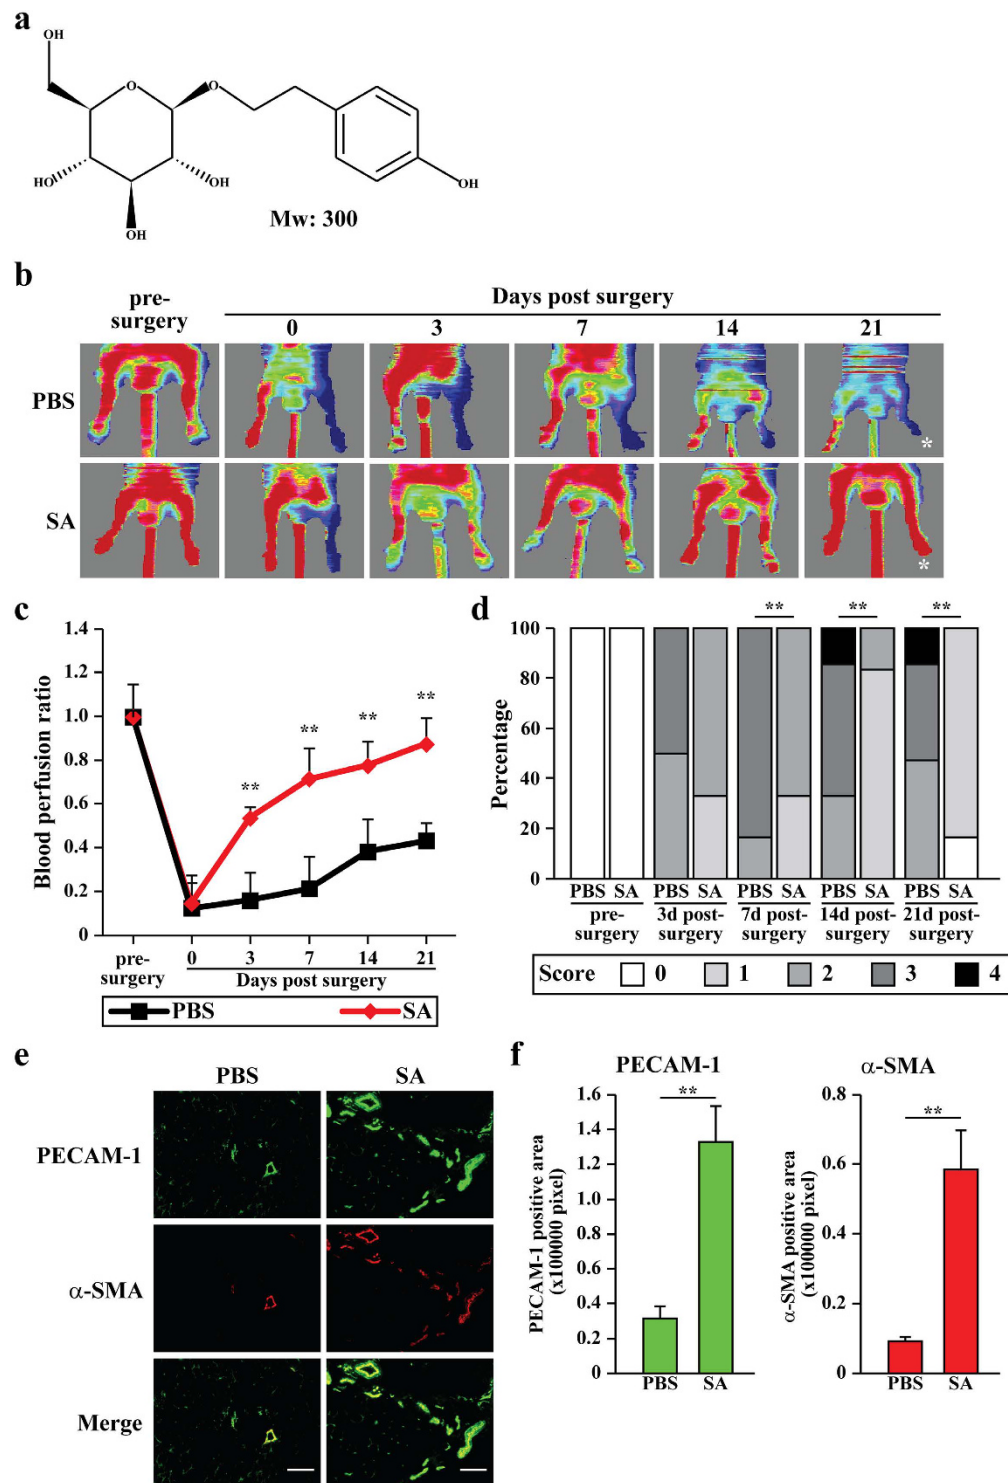 a
OH
O
O
HO
OH
OH
OH
Mw: 300
b
pre-
surgery
Days post surgery
0 3 7 14 21
PBS
*
SA
*
c
Blood perfusion ratio
1.4
1.2
1.0
0.8
0.6
0.4
0.2
0
**
**
**
**
pre-
surgery
0 3 7 14 21
Days post surgery
PBS SA
d
Percentage
100
80
60
40
20
0
** ** **
PBS SA PBS SA PBS SA PBS SA PBS SA
pre-
surgery
3d post-
surgery
7d post-
surgery
14d post-
surgery
21d post-
surgery
Score 0 1 2 3 4
e
PBS SA
PECAM-1
α-SMA
Merge
f
PECAM-1
PECAM-1 positive area
(x100000 pixel)
1.6
1.4
1.2
1.0
0.8
0.6
0.4
0.2
0
**
PBS SA
α-SMA
α-SMA positive area
(x100000 pixel)
0.8
0.6
0.4
0.2
0
**
PBS SA